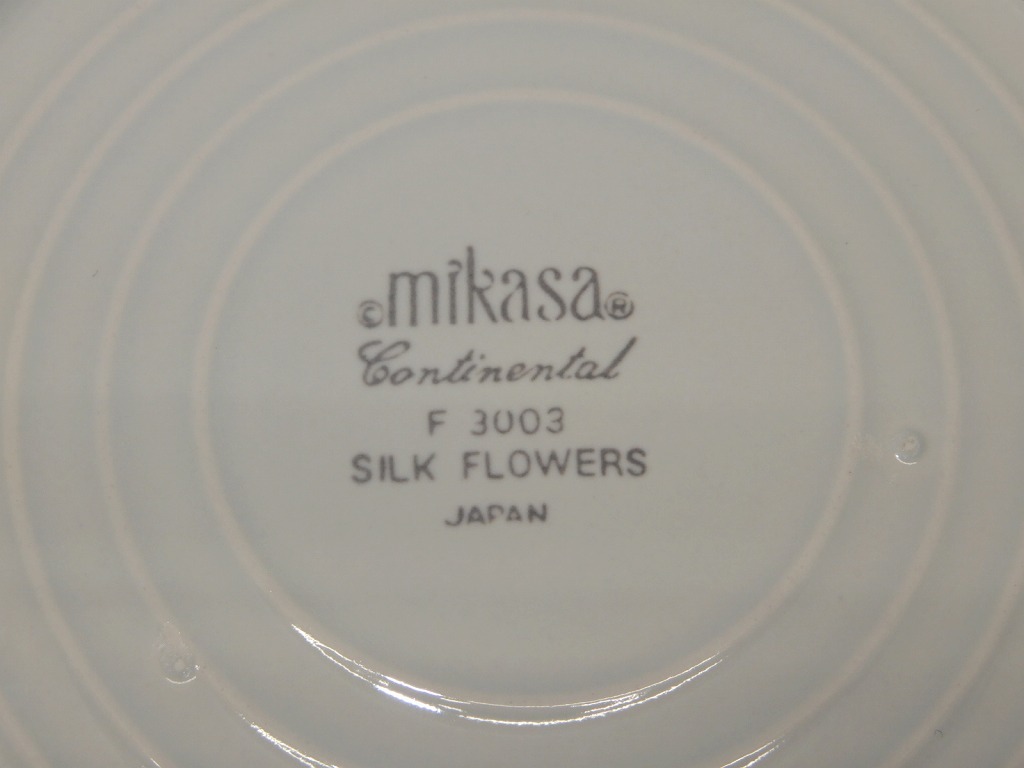 ©mikasa®
Continental
F 3003
SILK FLOWERS
JAPAN